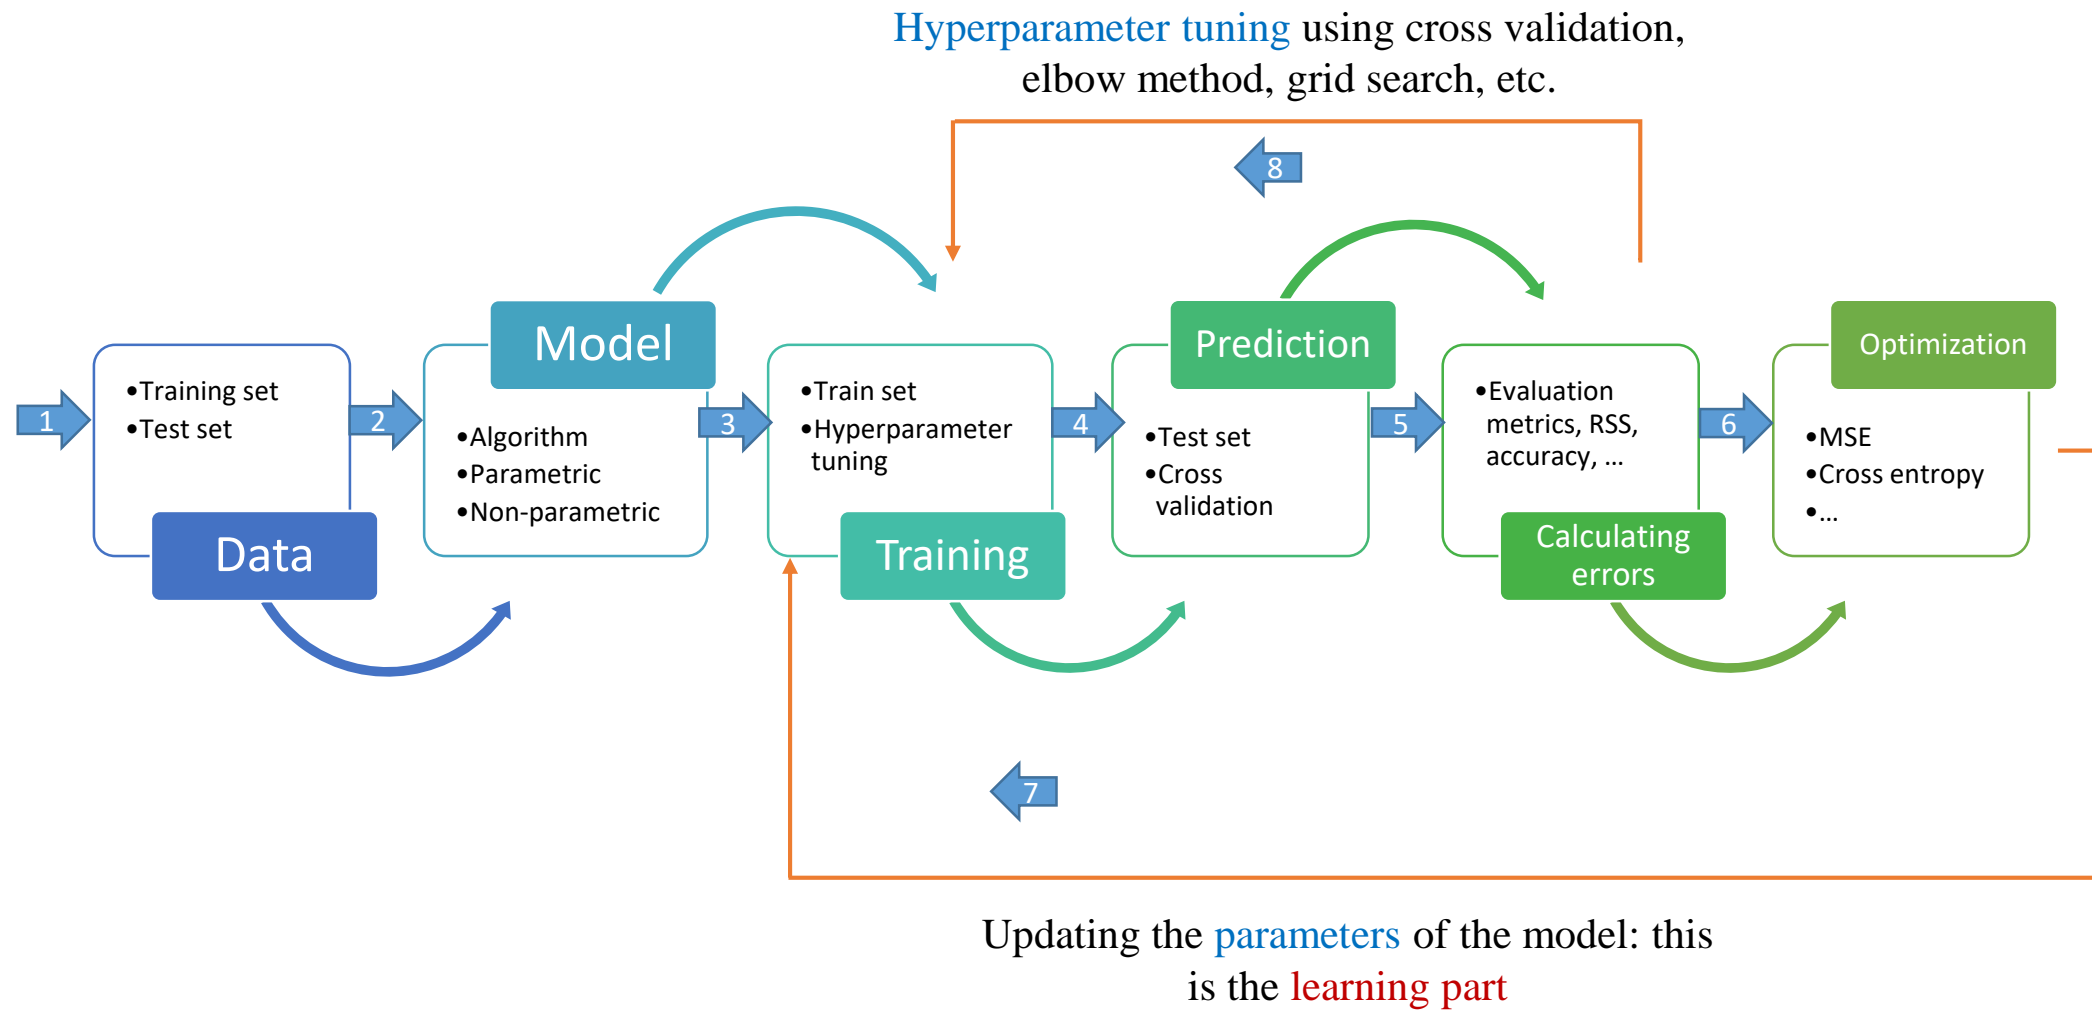 Hyperparameter tuning using cross validation,
elbow method, grid search, etc.
8
1
•Training set
•Test set
Data
2
Model
•Algorithm
•Parametric
•Non-parametric
3
•Train set
•Hyperparameter
tuning
Training
4
Prediction
•Test set
•Cross
validation
5
•Evaluation
metrics, RSS,
accuracy, …
Calculating
errors
6
Optimization
•MSE
•Cross entropy
•…
7
Updating the parameters of the model: this
is the learning part